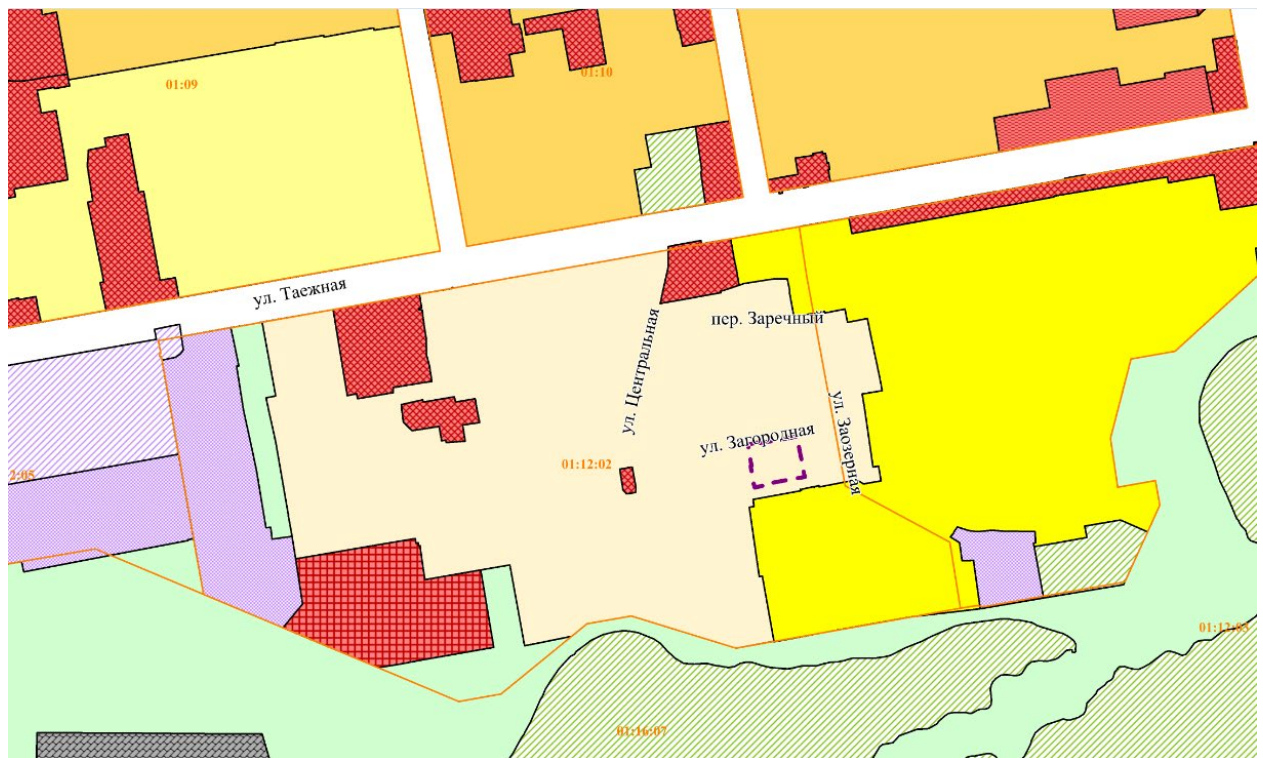 01:09
01:10
ул. Таежная
пер. Заречный
ул. Центральная
ул. Заозерная
ул. Загородная
01:12:02
2:05
01:12:03
01:16:07